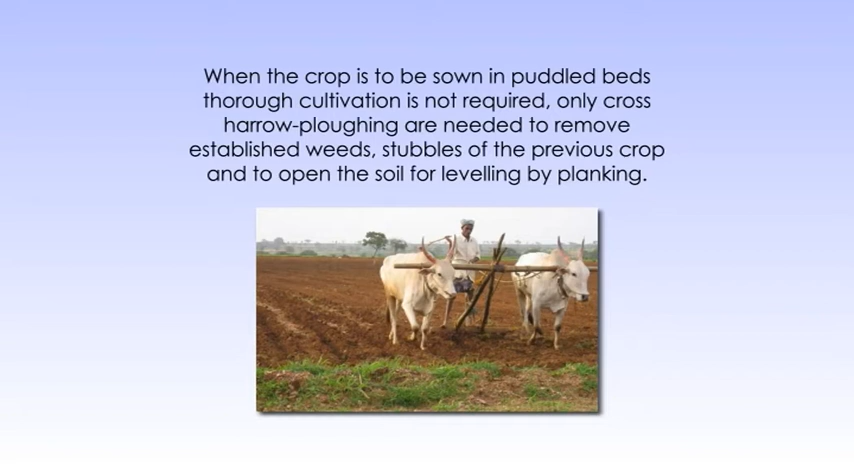 When the crop is to be sown in puddled beds
thorough cultivation is not required, only cross
harrow-ploughing are needed to remove
established weeds, stubbles of the previous crop
and to open the soil for levelling by planking.